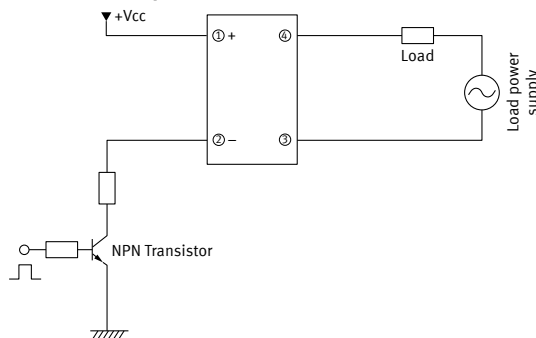 +Vcc
① + ④
Load
Load power
supply
② − ③
NPN Transistor